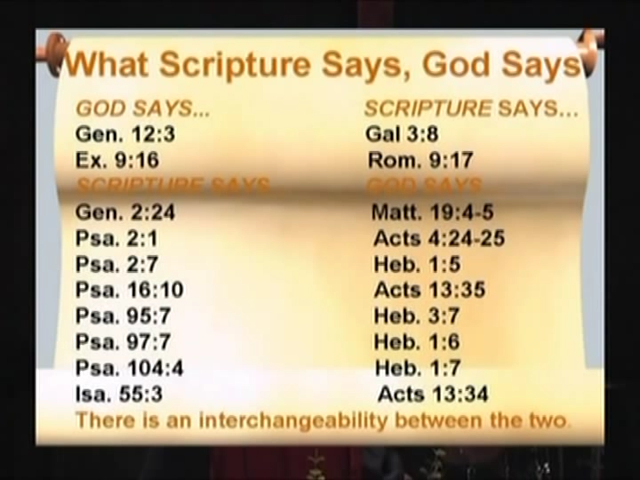 What Scripture Says, God Says
GOD SAYS... SCRIPTURE SAYS...
Gen. 12:3 Gal 3:8
Ex. 9:16 Rom. 9:17
SCRIPTURE SAYS GOD SAYS
Gen. 2:24 Matt. 19:4-5
Psa. 2:1 Acts 4:24-25
Psa. 2:7 Heb. 1:5
Psa. 16:10 Acts 13:35
Psa. 95:7 Heb. 3:7
Psa. 97:7 Heb. 1:6
Psa. 104:4 Heb. 1:7
Isa. 55:3 Acts 13:34
There is an interchangeability between the two.